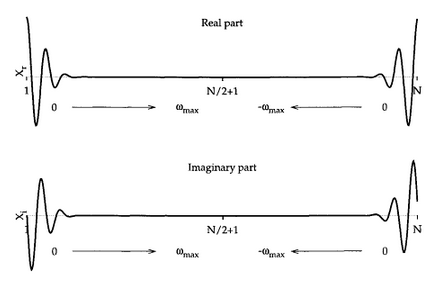 Real part
X_r
1 N/2+1 N
0 ω_max -ω_max 0
Imaginary part
X_i
1 N/2+1 N
0 ω_max -ω_max 0